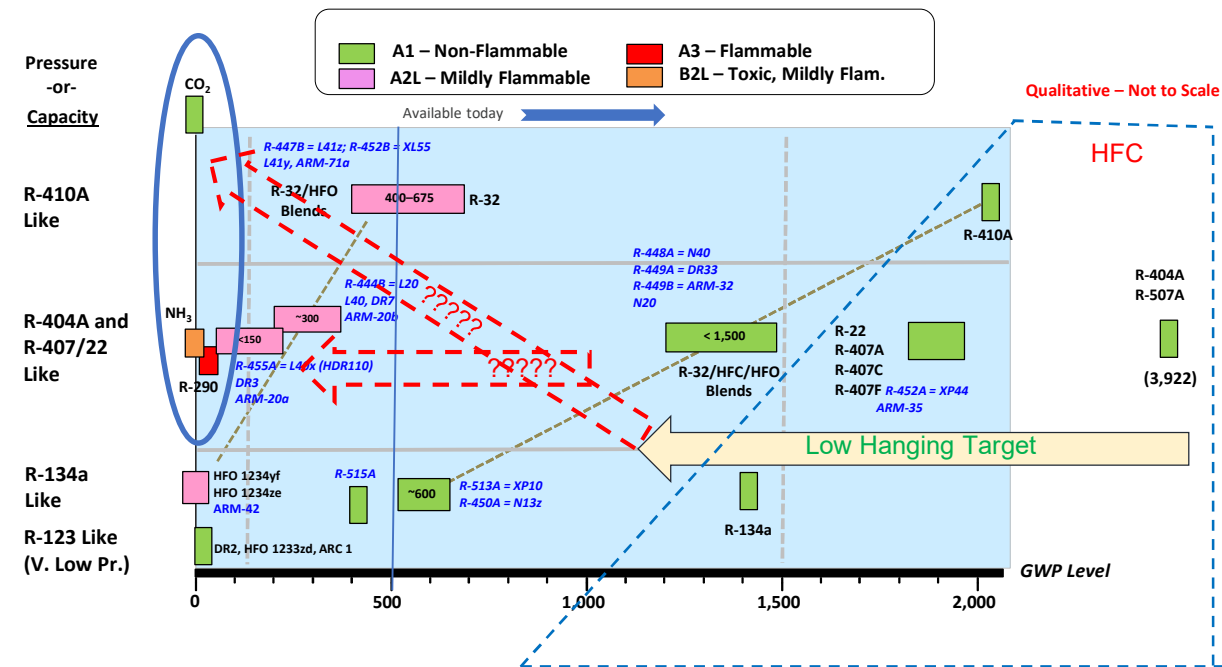 A1 – Non-Flammable
A3 – Flammable
A2L – Mildly Flammable
B2L – Toxic, Mildly Flam.
Pressure
-or-
Capacity
CO2
Available today
Qualitative – Not to Scale
HFC
R-447B = L41z; R-452B = XL55
L41y, ARM-71a
R-410A
Like
R-32/HFO
Blends
400–675
R-32
R-410A
R-448A = N40
R-449A = DR33
R-449B = ARM-32
N20
R-444B = L20
L40, DR7
ARM-20b
R-404A
R-507A
NH3
R-404A and
R-407/22
Like
~300
<150
?????
< 1,500
R-22
R-407A
R-407C
R-407F
R-452A = XP44
ARM-35
R-290
R-455A = L40x (HDR110)
DR3
ARM-20a
?????
R-32/HFC/HFO
Blends
(3,922)
Low Hanging Target
R-134a
Like
HFO 1234yf
HFO 1234ze
ARM-42
R-515A
~600
R-513A = XP10
R-450A = N13z
R-134a
R-123 Like
(V. Low Pr.)
DR2, HFO 1233zd, ARC 1
GWP Level
0
500
1,000
1,500
2,000